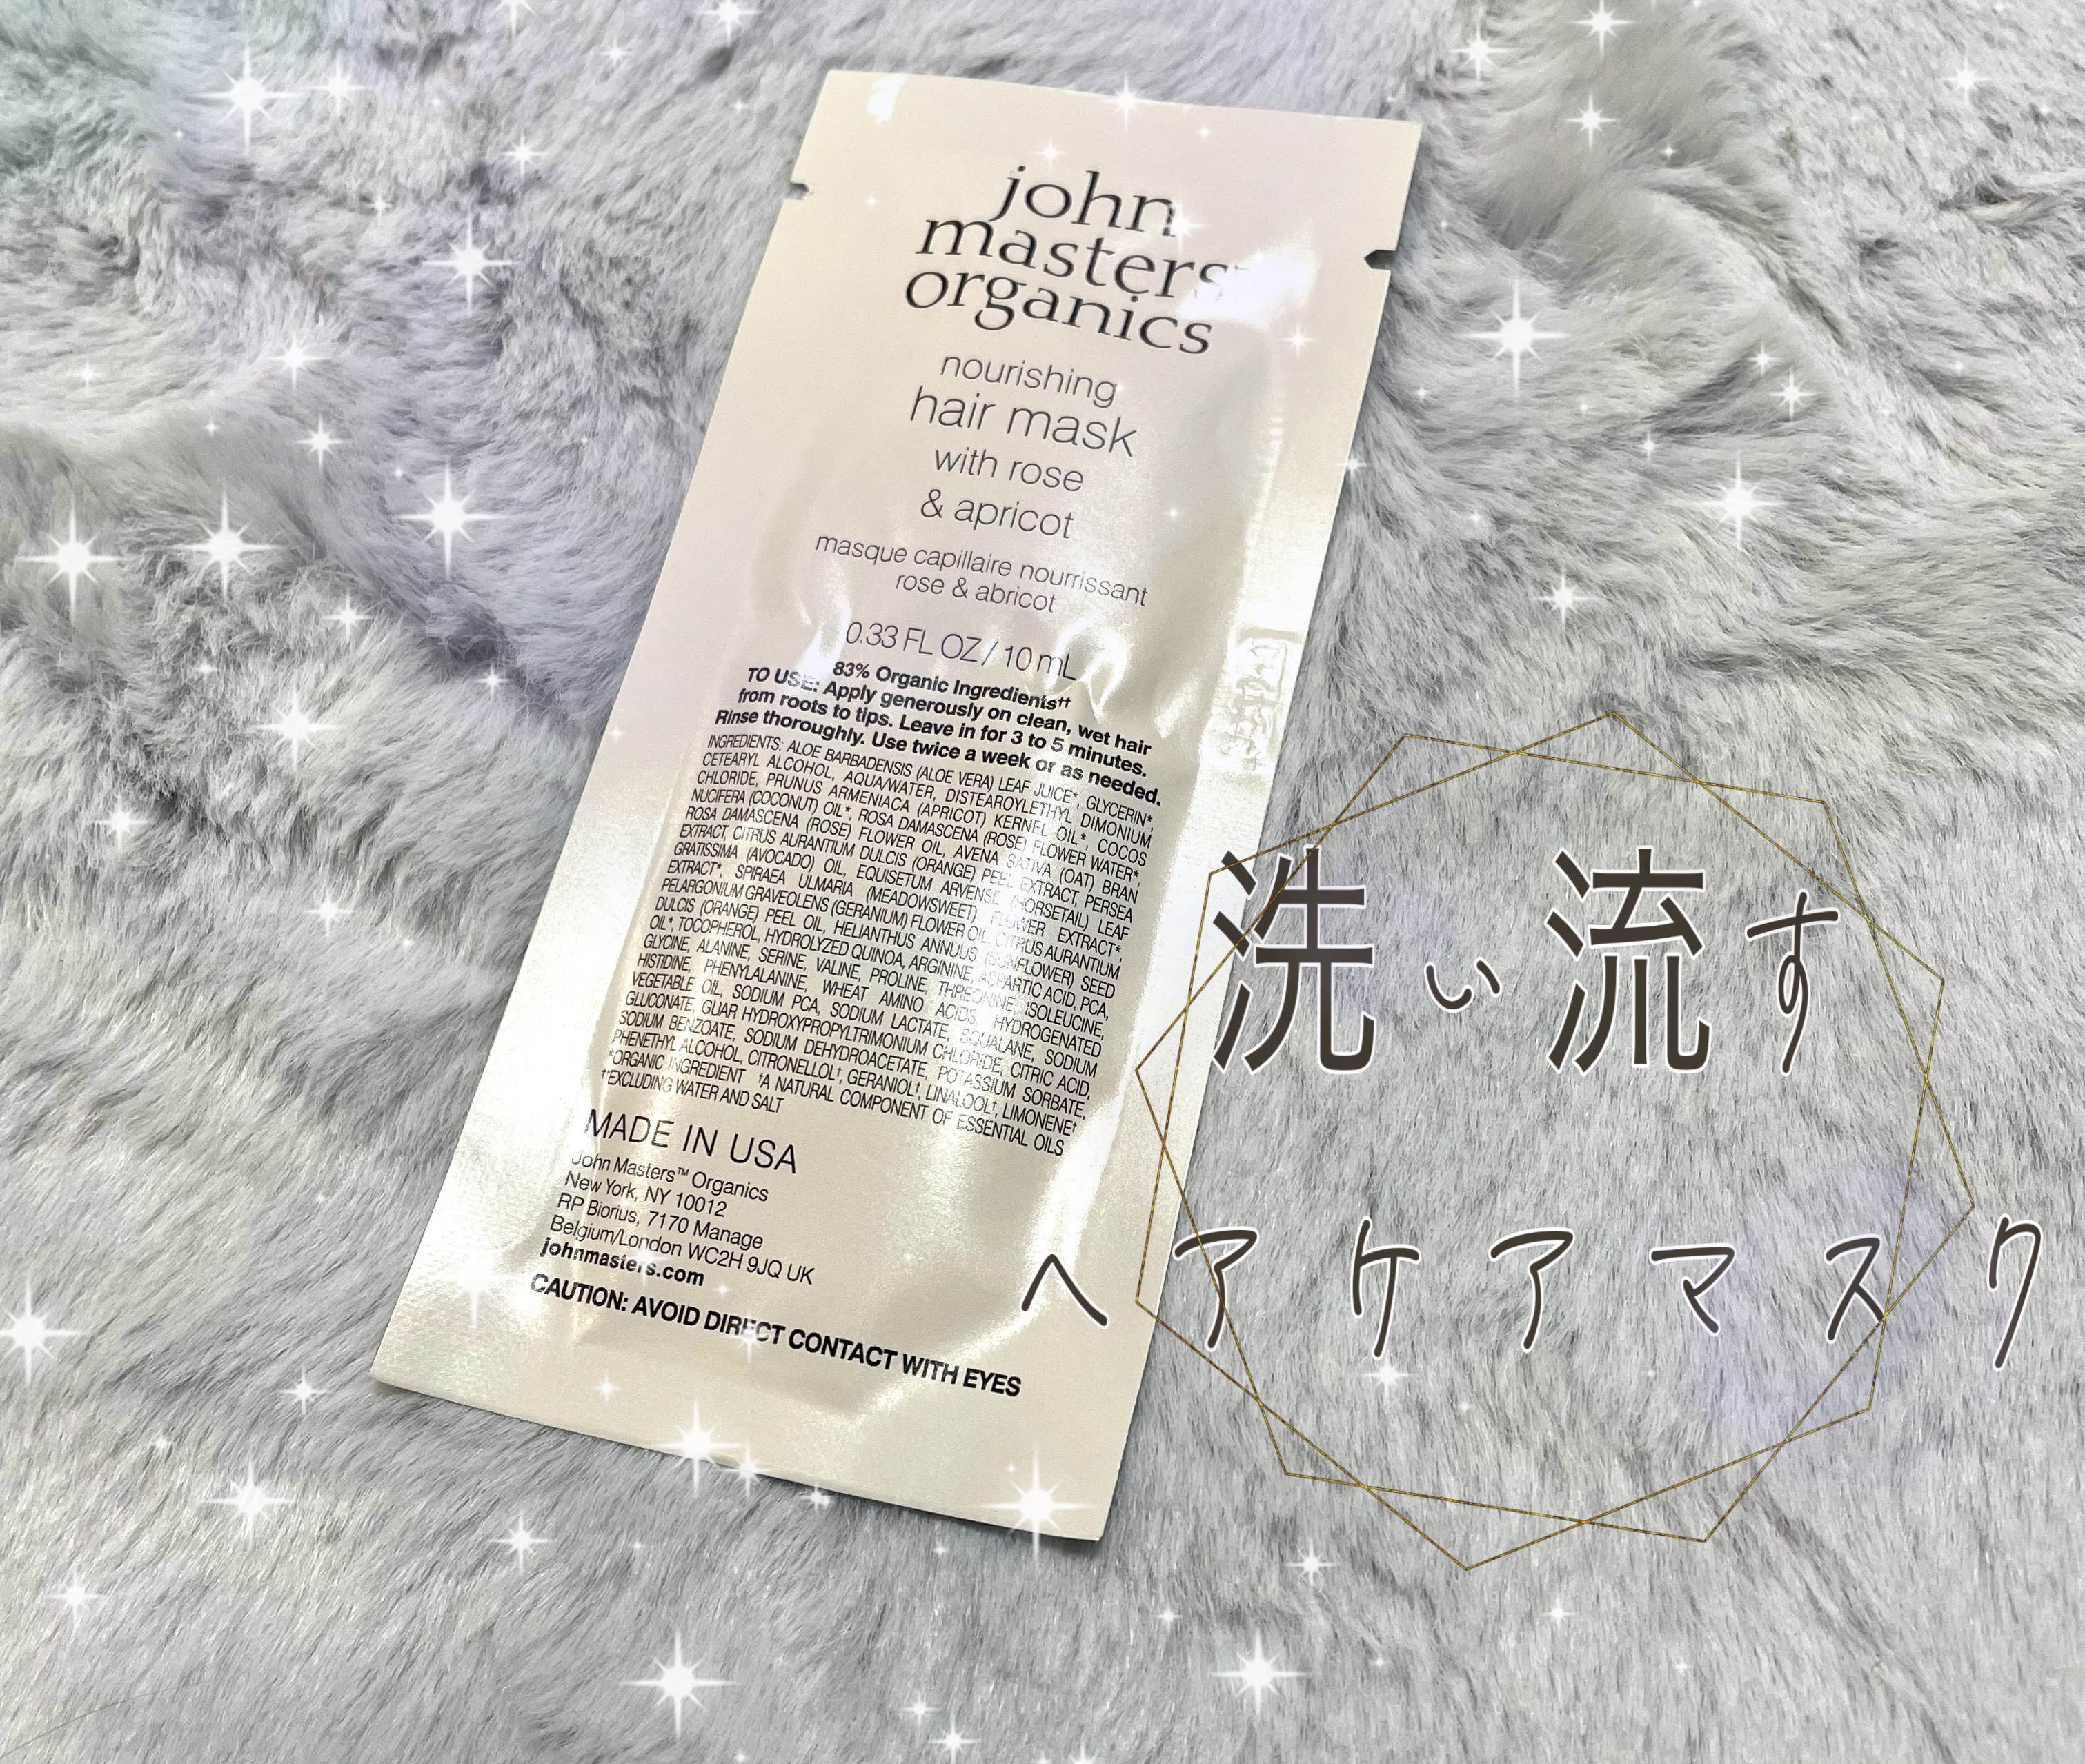 john
masters
organics
nourishing
hair mask
with rose
& apricot
masque capillaire nourrissant
rose & abricot
0.33 FL OZ / 10 mL
83% Organic Ingredients††
TO USE: Apply generously on clean, wet hair
from roots to tips. Leave in for 3 to 5 minutes.
Rinse thoroughly. Use twice a week or as needed.
INGREDIENTS: ALOE BARBADENSIS (ALOE VERA) LEAF JUICE*, GLYCERIN*,
CETEARYL ALCOHOL, AQUA/WATER, DISTEAROYLETHYL DIMONIUM
CHLORIDE, PRUNUS ARMENIACA (APRICOT) KERNEL OIL*, COCOS
NUCIFERA (COCONUT) OIL*, ROSA DAMASCENA (ROSE) FLOWER WATER*,
ROSA DAMASCENA (ROSE) FLOWER OIL, AVENA SATIVA (OAT) BRAN
EXTRACT, CITRUS AURANTIUM DULCIS (ORANGE) PEEL EXTRACT, PERSEA
GRATISSIMA (AVOCADO) OIL, EQUISETUM ARVENSE (HORSETAIL) LEAF
EXTRACT*, SPIRAEA ULMARIA (MEADOWSWEET) FLOWER EXTRACT*,
PELARGONIUM GRAVEOLENS (GERANIUM) FLOWER OIL, CITRUS AURANTIUM
DULCIS (ORANGE) PEEL OIL, HELIANTHUS ANNUUS (SUNFLOWER) SEED
OIL*, TOCOPHEROL, HYDROLYZED QUINOA, ARGININE, ASPARTIC ACID, PCA,
GLYCINE, ALANINE, SERINE, VALINE, PROLINE, THREONINE, ISOLEUCINE,
HISTIDINE, PHENYLALANINE, WHEAT AMINO ACIDS, HYDROGENATED
VEGETABLE OIL, SODIUM PCA, SODIUM LACTATE, SQUALANE, SODIUM
GLUCONATE, GUAR HYDROXYPROPYLTRIMONIUM CHLORIDE, CITRIC ACID,
SODIUM BENZOATE, SODIUM DEHYDROACETATE, POTASSIUM SORBATE,
PHENETHYL ALCOHOL, CITRONELLOL†, GERANIOL†, LINALOOL†, LIMONENE†
*ORGANIC INGREDIENT †A NATURAL COMPONENT OF ESSENTIAL OILS
††EXCLUDING WATER AND SALT
MADE IN USA
John Masters™ Organics
New York, NY 10012
RP Biorius, 7170 Manage
Belgium/London WC2H 9JQ UK
johnmasters.com
CAUTION: AVOID DIRECT CONTACT WITH EYES
洗い流す
ヘアケアマスク